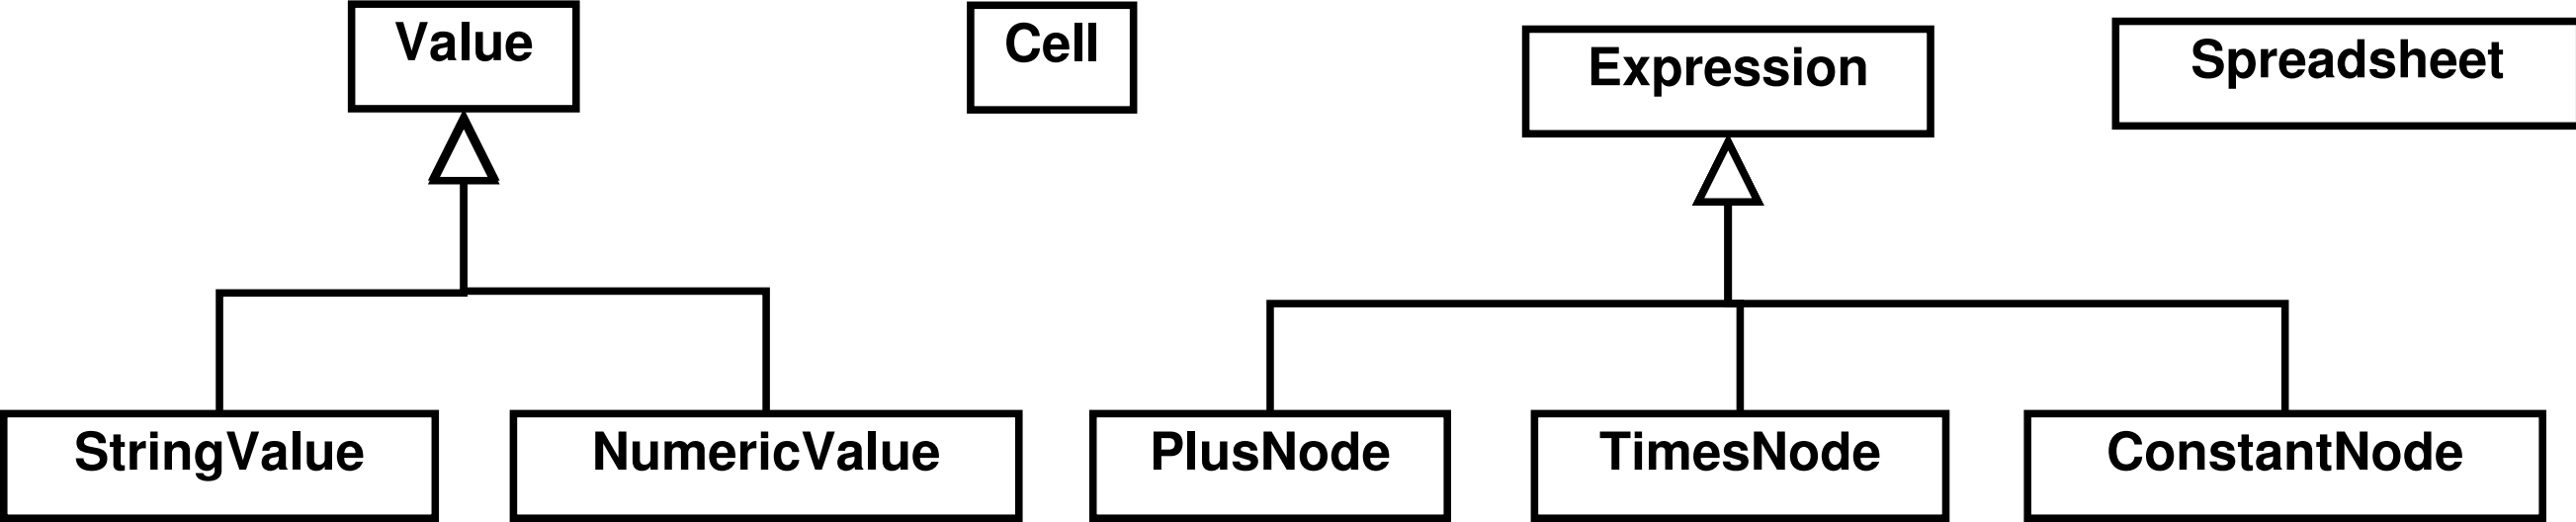 Value
Cell
Expression
Spreadsheet
StringValue
NumericValue
PlusNode
TimesNode
ConstantNode